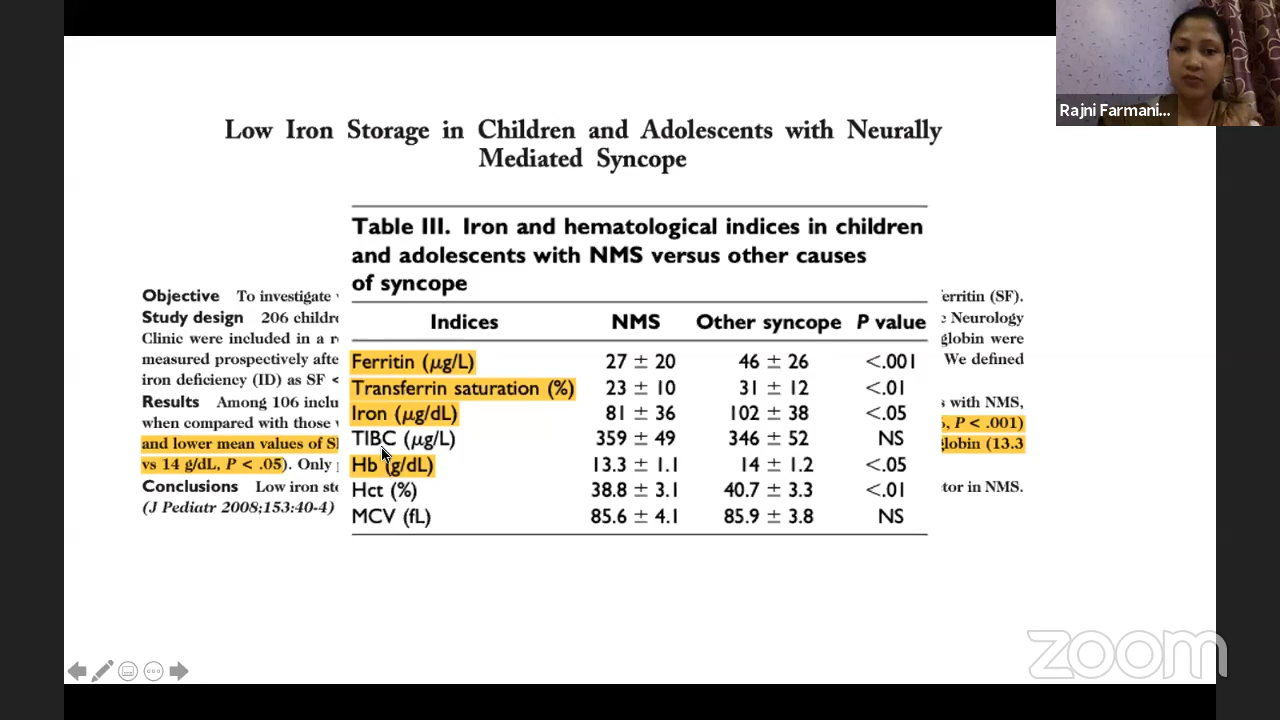 Rajni Farmani...
Low Iron Storage in Children and Adolescents with Neurally
Mediated Syncope
Table III. Iron and hematological indices in children
and adolescents with NMS versus other causes
of syncope
Indices NMS Other syncope P value
Ferritin (μg/L) 27 ± 20 46 ± 26 <.001
Transferrin saturation (%) 23 ± 10 31 ± 12 <.01
Iron (μg/dL) 81 ± 36 102 ± 38 <.05
TIBC (μg/L) 359 ± 49 346 ± 52 NS
Hb (g/dL) 13.3 ± 1.1 14 ± 1.2 <.05
Hct (%) 38.8 ± 3.1 40.7 ± 3.3 <.01
MCV (fL) 85.6 ± 4.1 85.9 ± 3.8 NS
Objective To investigate
Study design 206 childre
Clinic were included in a r
measured prospectively afte
iron deficiency (ID) as SF <
Results Among 106 inclu
when compared with those
and lower mean values of S
vs 14 g/dL, P < .05). Only
Conclusions Low iron sto
(J Pediatr 2008;153:40-4)
erritin (SF).
c Neurology
globin were
We defined
s with NMS,
, P < .001)
globin (13.3
tor in NMS.
zoom